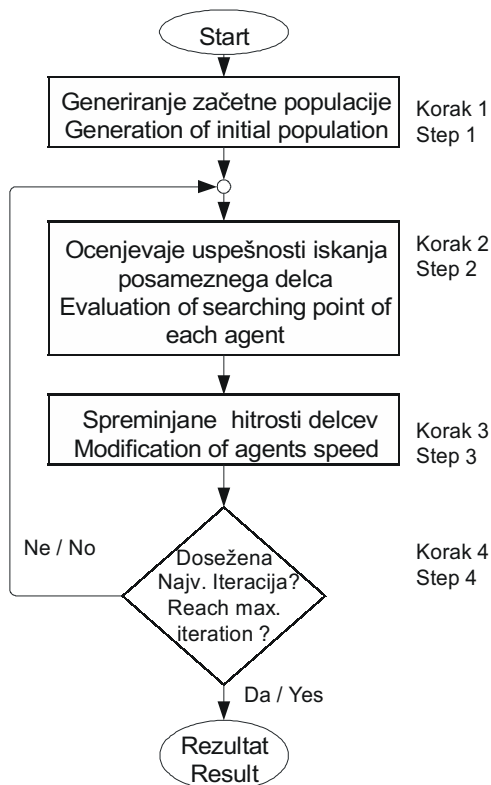 Start
Generiranje začetne populacije
Generation of initial population
Korak 1
Step 1
Ocenjevaje uspešnosti iskanja
posameznega delca
Evaluation of searching point of
each agent
Korak 2
Step 2
Spreminjane hitrosti delcev
Modification of agents speed
Korak 3
Step 3
Ne / No
Dosežena
Najv. Iteracija?
Reach max.
iteration ?
Korak 4
Step 4
Da / Yes
Rezultat
Result